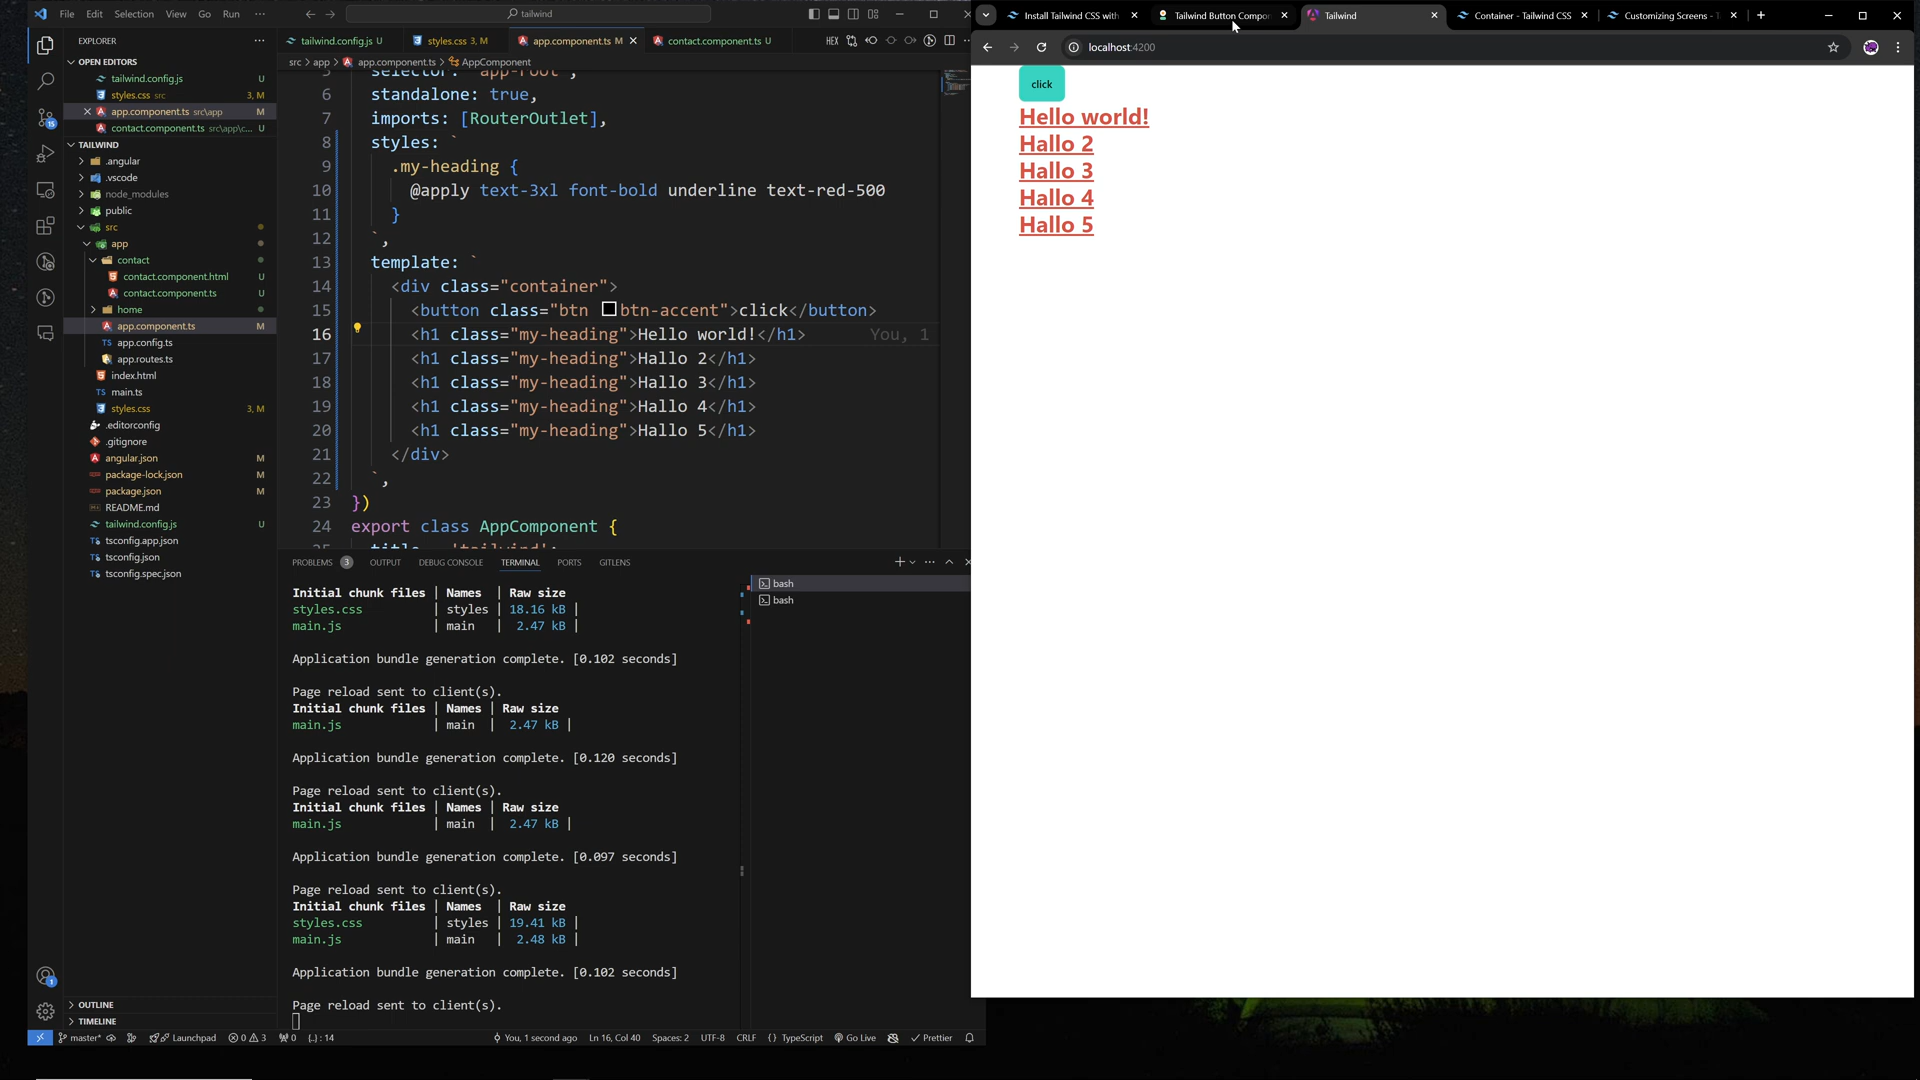 File Edit Selection View Go Run ... tailwind
EXPLORER
OPEN EDITORS
tailwind.config.js U
styles.css src 3, M
app.component.ts src\app M
contact.component.ts src\app\c... U
TAILWIND
.angular
.vscode
node_modules
public
src
app
contact
contact.component.html U
contact.component.ts U
home
app.component.ts M
TS app.config.ts
app.routes.ts
index.html
TS main.ts
styles.css 3, M
.editorconfig
.gitignore
angular.json M
package-lock.json M
package.json M
README.md
tailwind.config.js U
tsconfig.app.json
tsconfig.json
tsconfig.spec.json
OUTLINE
TIMELINE
tailwind.config.js U styles.css 3, M app.component.ts M contact.component.ts U HEX
src > app > app.component.ts > AppComponent
selector: 'app-root',
6 standalone: true,
7 imports: [RouterOutlet],
8 styles: `
9 .my-heading {
10 @apply text-3xl font-bold underline text-red-500
11 }
12 `,
13 template: `
14 <div class="container">
15 <button class="btn btn-accent">click</button>
16 <h1 class="my-heading">Hello world!</h1> You, 1
17 <h1 class="my-heading">Hallo 2</h1>
18 <h1 class="my-heading">Hallo 3</h1>
19 <h1 class="my-heading">Hallo 4</h1>
20 <h1 class="my-heading">Hallo 5</h1>
21 </div>
22 `,
23 })
24 export class AppComponent {
25 title = 'tailwind';
PROBLEMS 3 OUTPUT DEBUG CONSOLE TERMINAL PORTS GITLENS
Initial chunk files | Names | Raw size
styles.css | styles | 18.16 kB |
main.js | main | 2.47 kB |
Application bundle generation complete. [0.102 seconds]
Page reload sent to client(s).
Initial chunk files | Names | Raw size
main.js | main | 2.47 kB |
Application bundle generation complete. [0.120 seconds]
Page reload sent to client(s).
Initial chunk files | Names | Raw size
main.js | main | 2.47 kB |
Application bundle generation complete. [0.097 seconds]
Page reload sent to client(s).
Initial chunk files | Names | Raw size
styles.css | styles | 19.41 kB |
main.js | main | 2.48 kB |
Application bundle generation complete. [0.102 seconds]
Page reload sent to client(s).
bash
bash
master* Launchpad 0 3 0 {..} : 14 You, 1 second ago Ln 16, Col 40 Spaces: 2 UTF-8 CRLF {} TypeScript Go Live Prettier
Install Tailwind CSS with Tailwind Button Compo Tailwind Container - Tailwind CSS Customizing Screens - T
localhost:4200
click
Hello world!
Hallo 2
Hallo 3
Hallo 4
Hallo 5